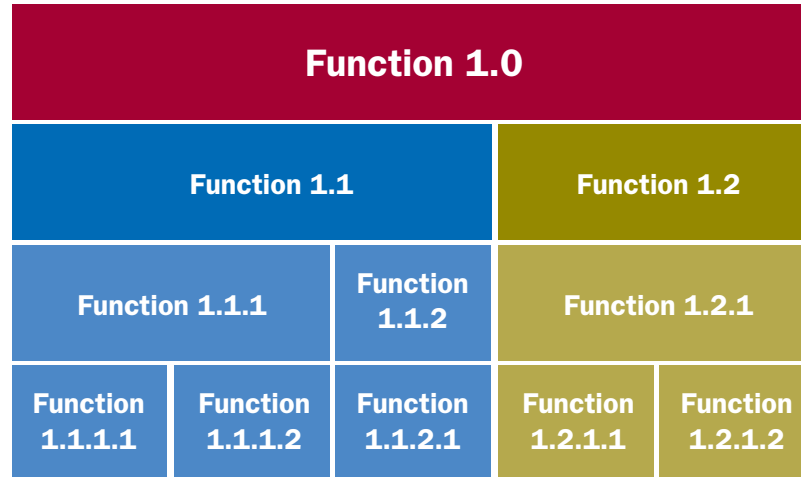 Function 1.0
Function 1.1
Function 1.2
Function 1.1.1
Function
1.1.2
Function 1.2.1
Function
1.1.1.1
Function
1.1.1.2
Function
1.1.2.1
Function
1.2.1.1
Function
1.2.1.2